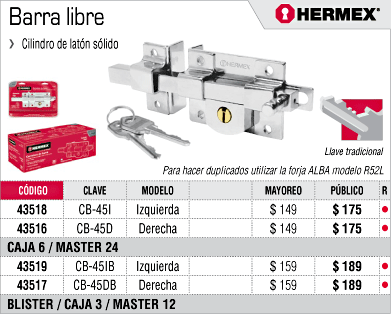 Barra libre
HERMEX®
Cilindro de latón sólido
HERMEX
HERMEX
Llave tradicional
Para hacer duplicados utilizar la forja ALBA modelo R52L
CÓDIGO CLAVE MODELO MAYOREO PÚBLICO R
43518 CB-45I Izquierda $ 149 $ 175
43516 CB-45D Derecha $ 149 $ 175
CAJA 6 / MASTER 24
43519 CB-45IB Izquierda $ 159 $ 189
43517 CB-45DB Derecha $ 159 $ 189
BLISTER / CAJA 3 / MASTER 12